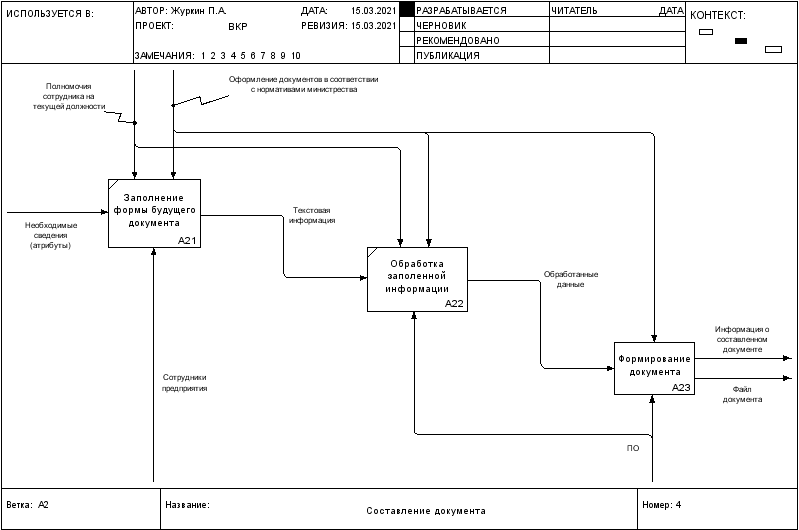 ИСПОЛЬЗУЕТСЯ В:
АВТОР: Журкин П.А.
ДАТА: 15.03.2021
РАЗРАБАТЫВАЕТСЯ
ЧИТАТЕЛЬ
ДАТА
КОНТЕКСТ:
ПРОЕКТ: ВКР
РЕВИЗИЯ: 15.03.2021
ЧЕРНОВИК
РЕКОМЕНДОВАНО
ЗАМЕЧАНИЯ: 1 2 3 4 5 6 7 8 9 10
ПУБЛИКАЦИЯ
Полномочия
сотрудника на
текущей должности
Оформление документов в соответствии
с нормативами министрества
Заполнение
формы будущего
документа
A21
Необходимые
сведения
(атрибуты)
Текстовая
информация
Обработка
заполенной
информации
A22
Обработанные
данные
Формирование
документа
A23
Информация о
составленном
документе
Файл
документа
Сотрудники
предприятия
ПО
Ветка: A2
Название:
Составление документа
Номер: 4